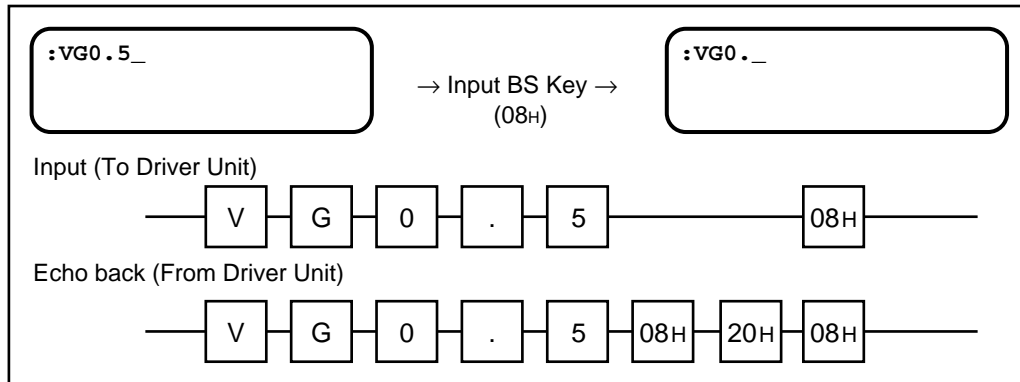 :VG0.5_
→ Input BS Key →
(08H)
:VG0._
Input (To Driver Unit)
V G 0 . 5 08H
Echo back (From Driver Unit)
V G 0 . 5 08H 20H 08H